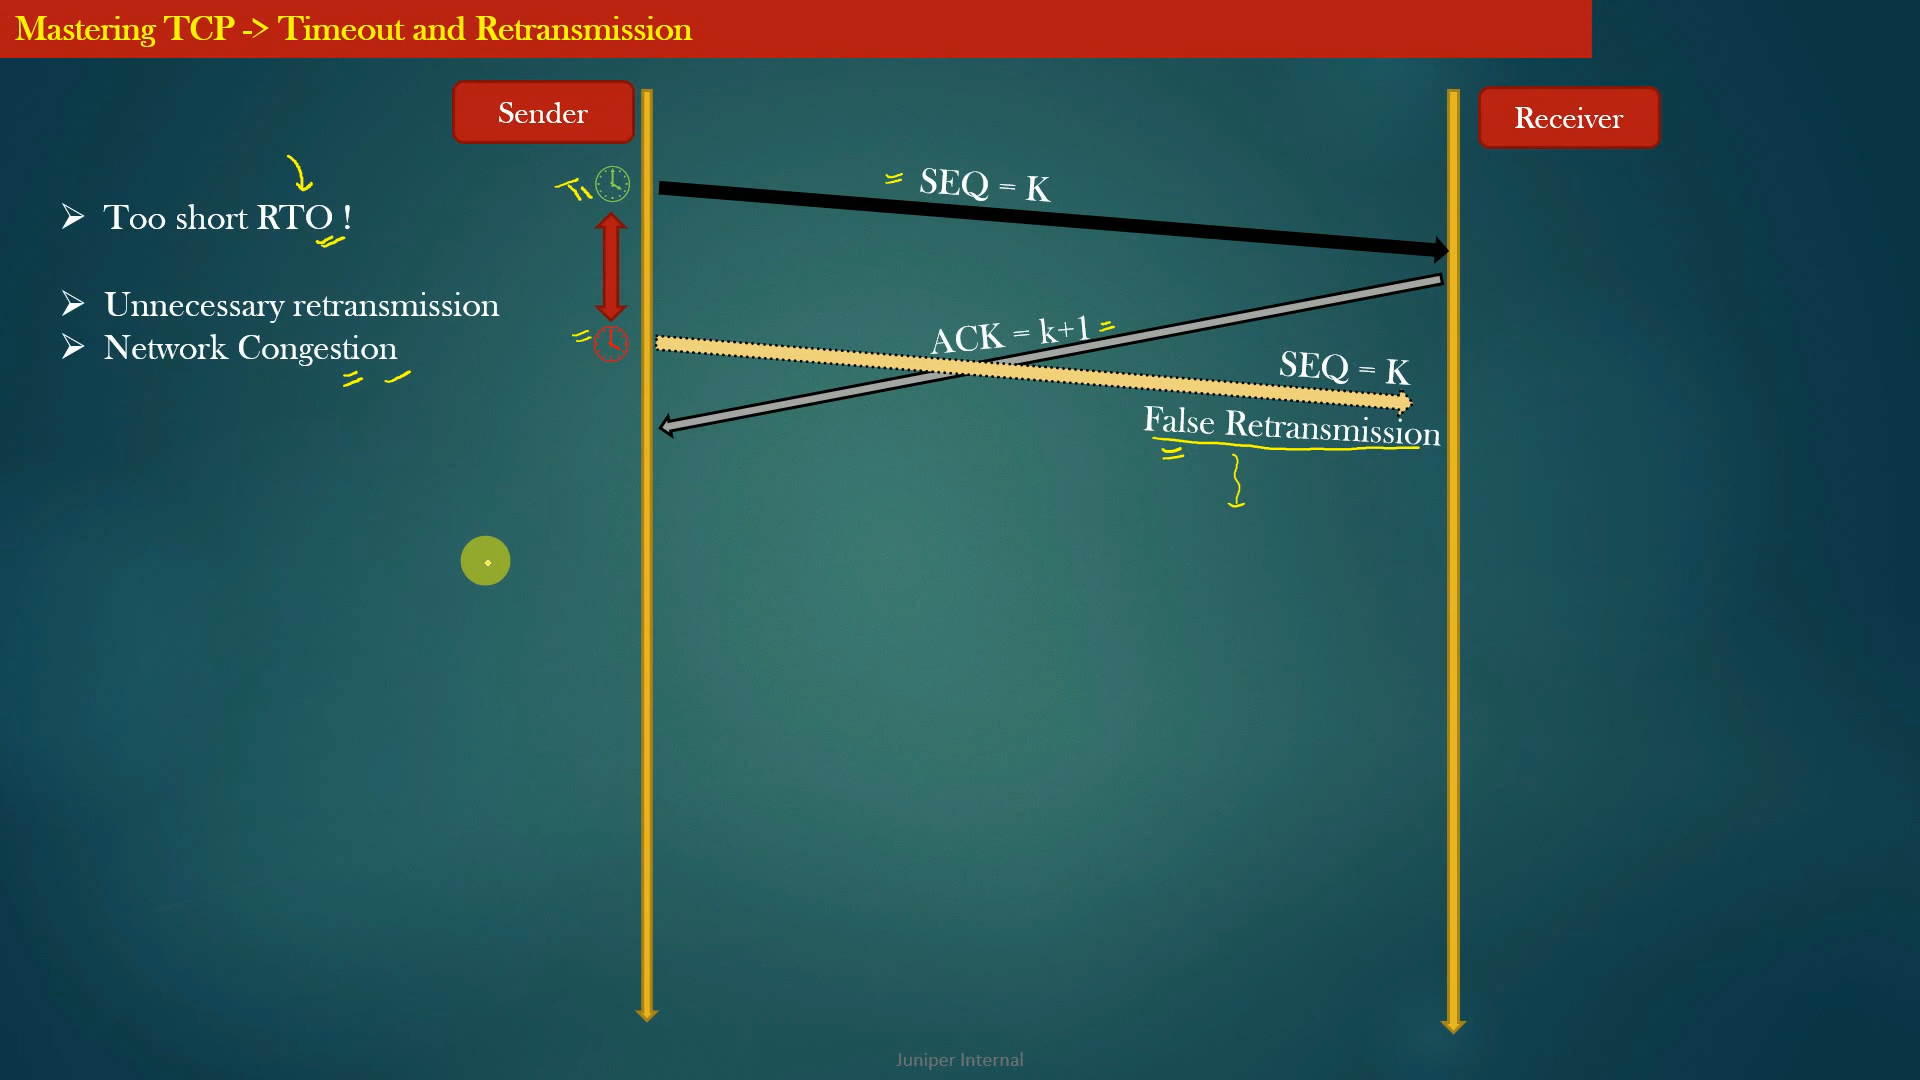 Mastering TCP -> Timeout and Retransmission
Sender
Receiver
SEQ = K
Too short RTO !
Unnecessary retransmission
Network Congestion
ACK = k+1
SEQ = K
False Retransmission
Juniper Internal